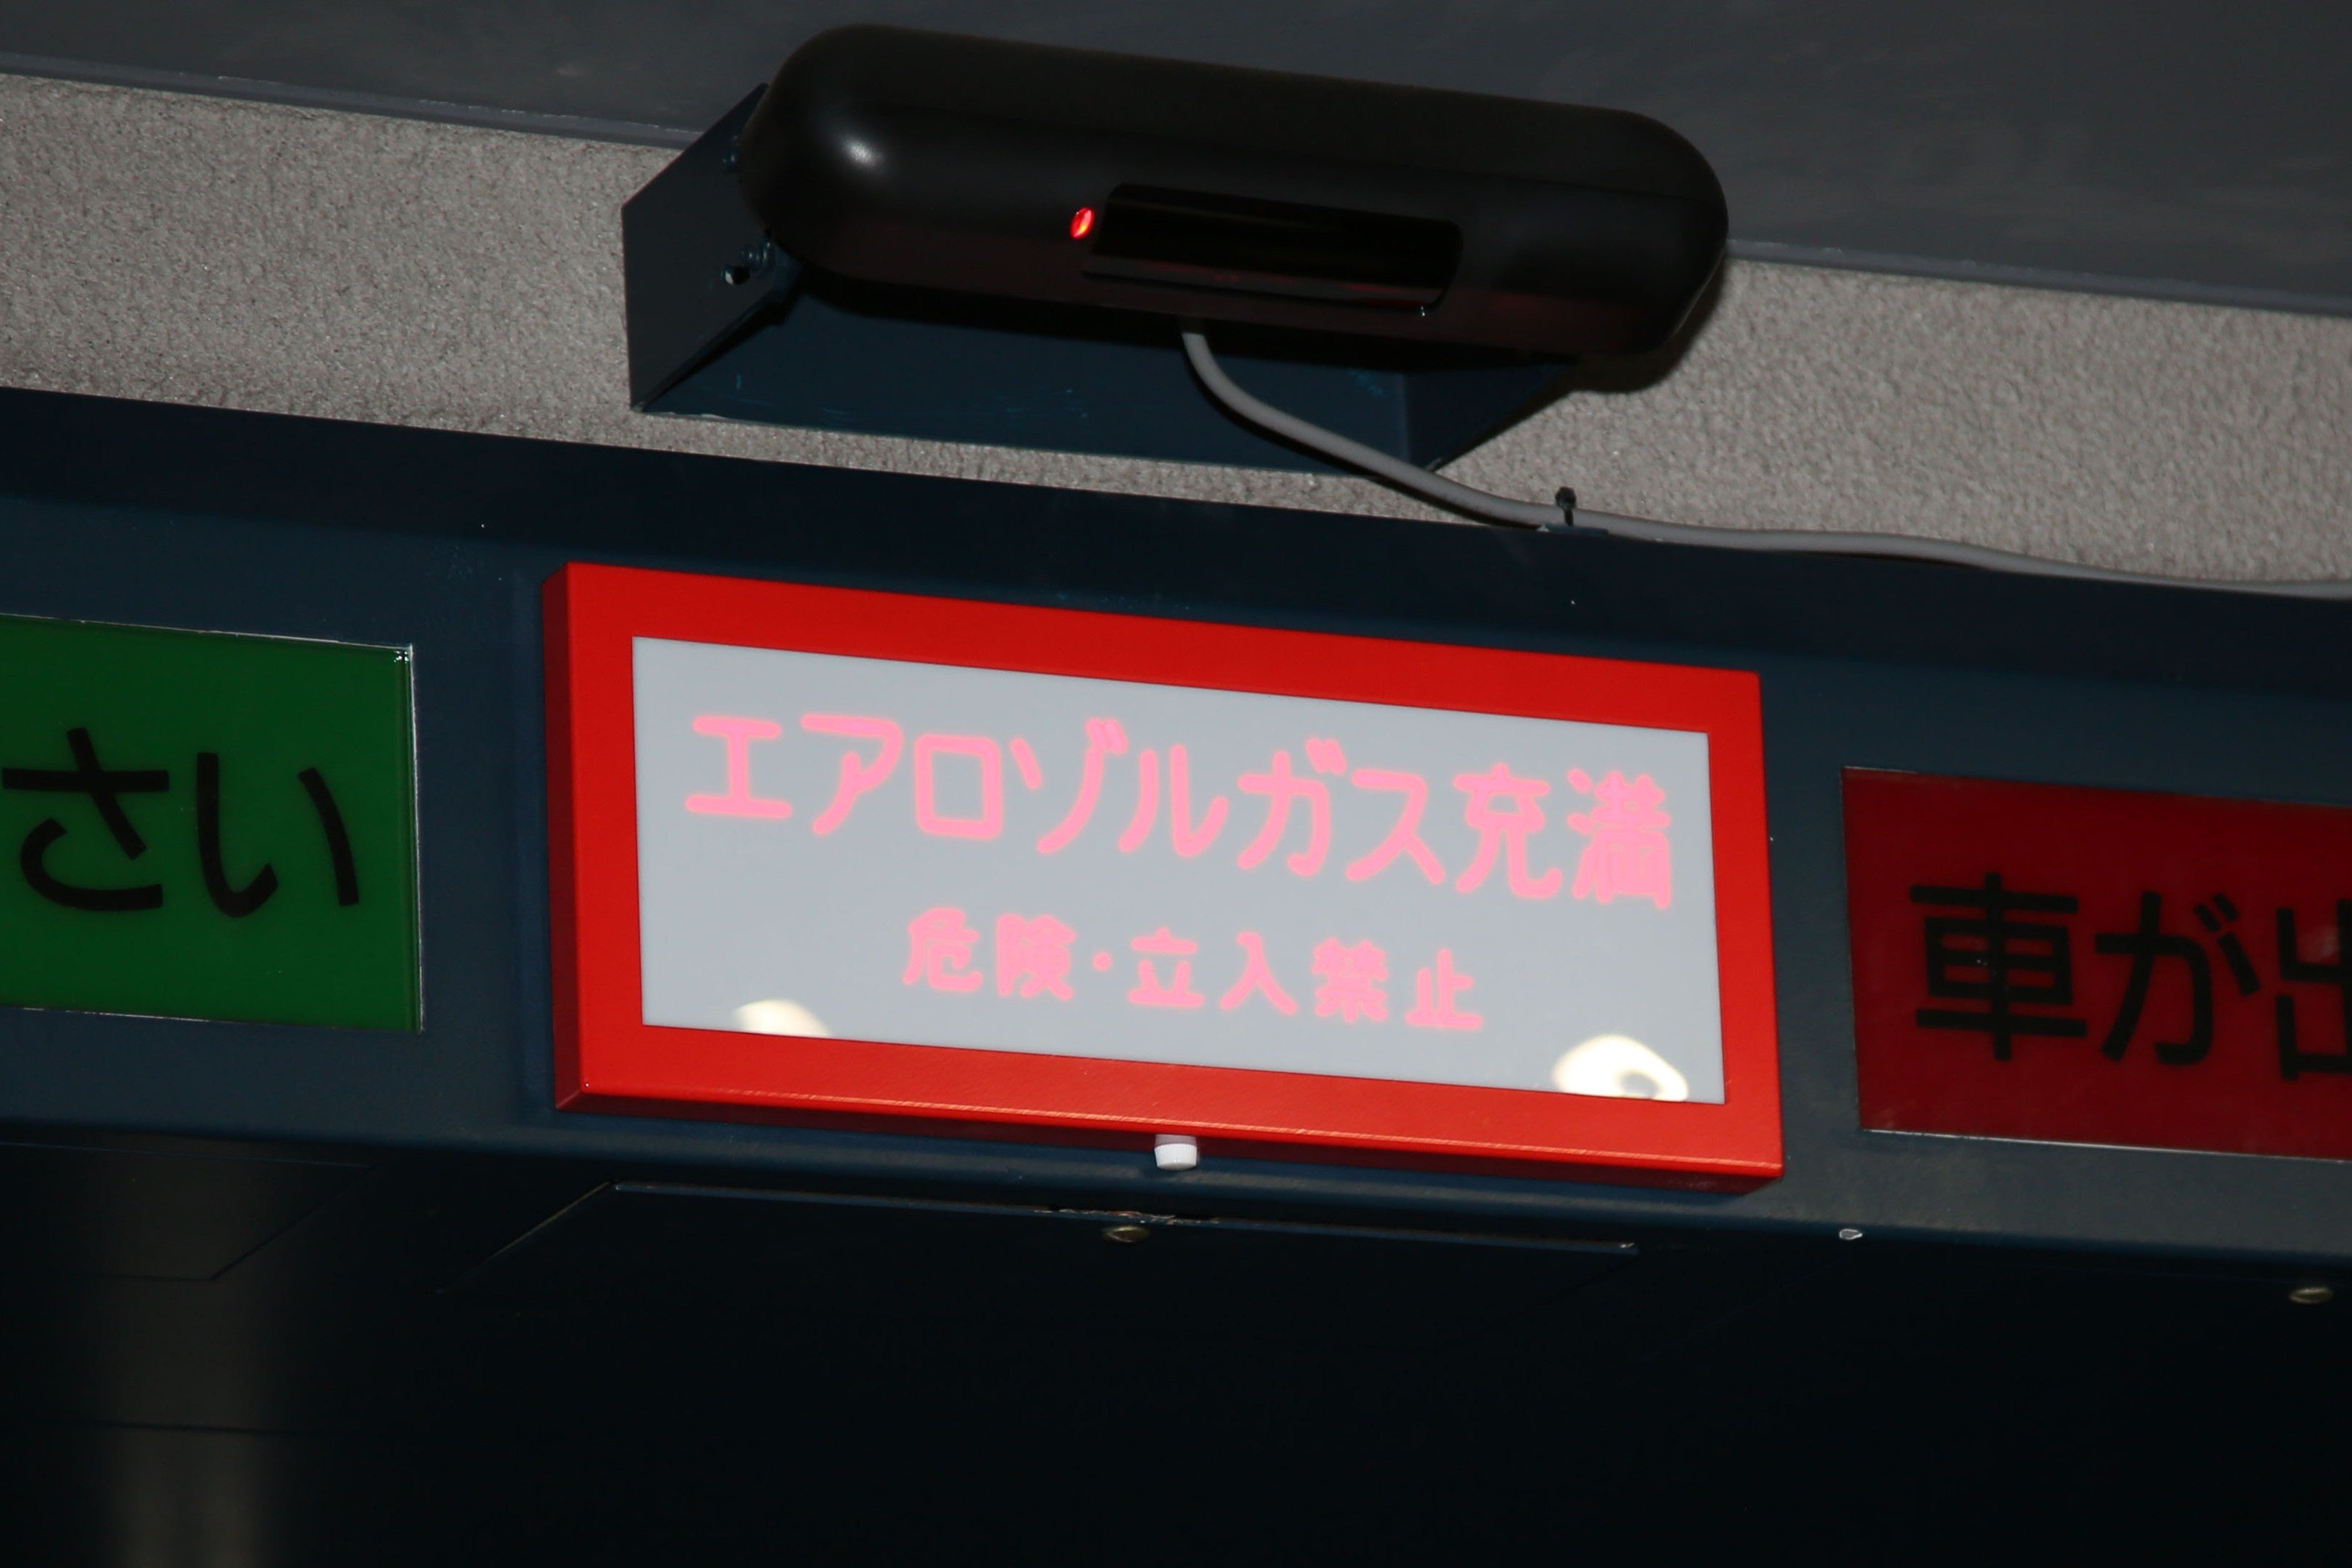 さい
エアロゾルガス充満
危険・立入禁止
車が出